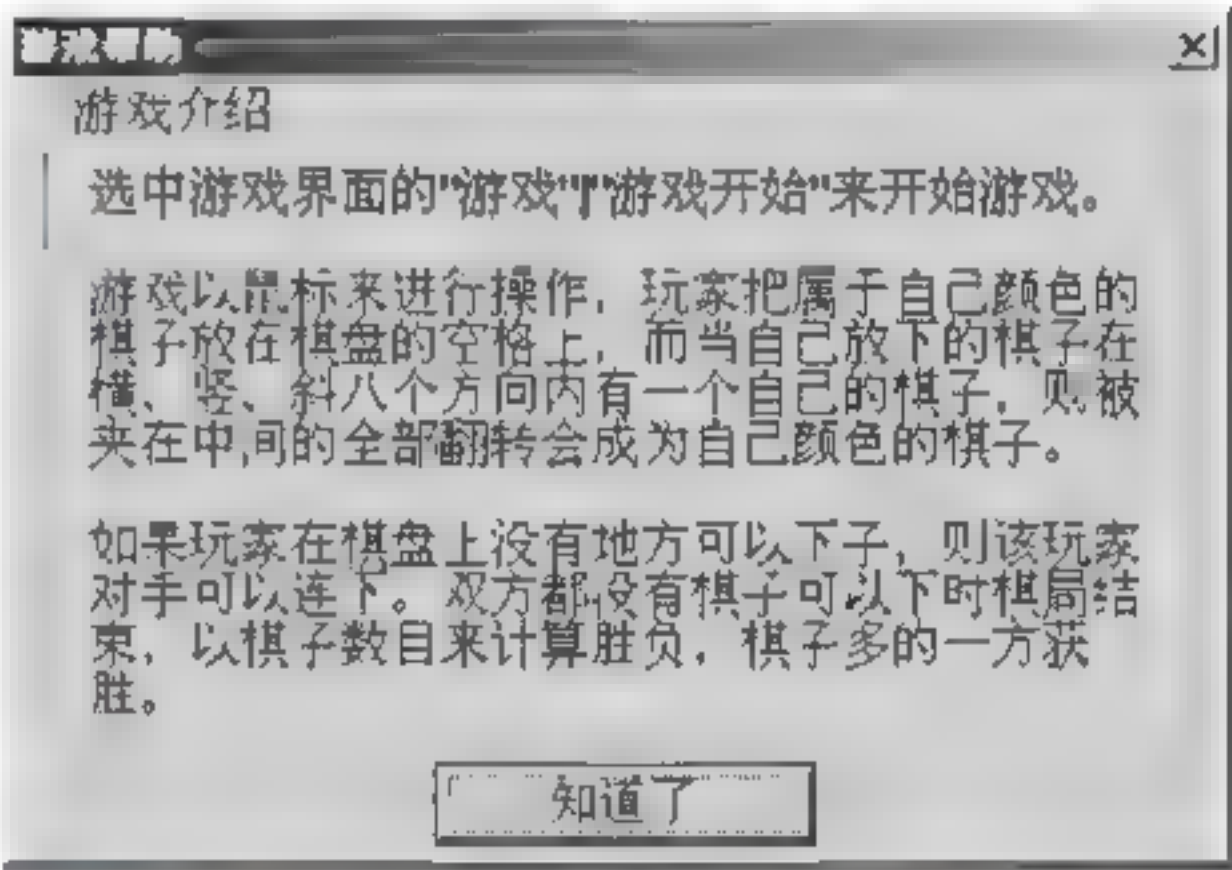 游戏帮助
游戏介绍
选中游戏界面的"游戏"|"游戏开始"来开始游戏。
游戏以鼠标来进行操作，玩家把属于自己颜色的
棋子放在棋盘的空格上，而当自己放下的棋子在
横、竖、斜八个方向内有一个自己的棋子，则被
夹在中间的全部翻转会成为自己颜色的棋子。
如果玩家在棋盘上没有地方可以下子，则该玩家
对手可以连下。双方都没有棋子可以下时棋局结
束，以棋子数目来计算胜负，棋子多的一方获
胜。
知道了